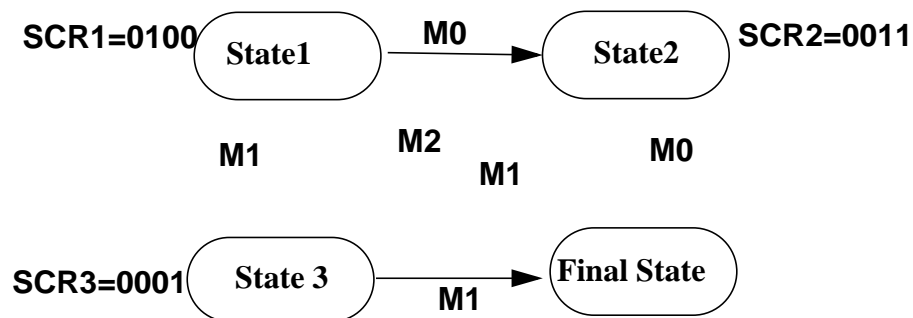 SCR1=0100
State1
M0
State2
SCR2=0011
M1
M2
M1
M0
SCR3=0001
State 3
M1
Final State